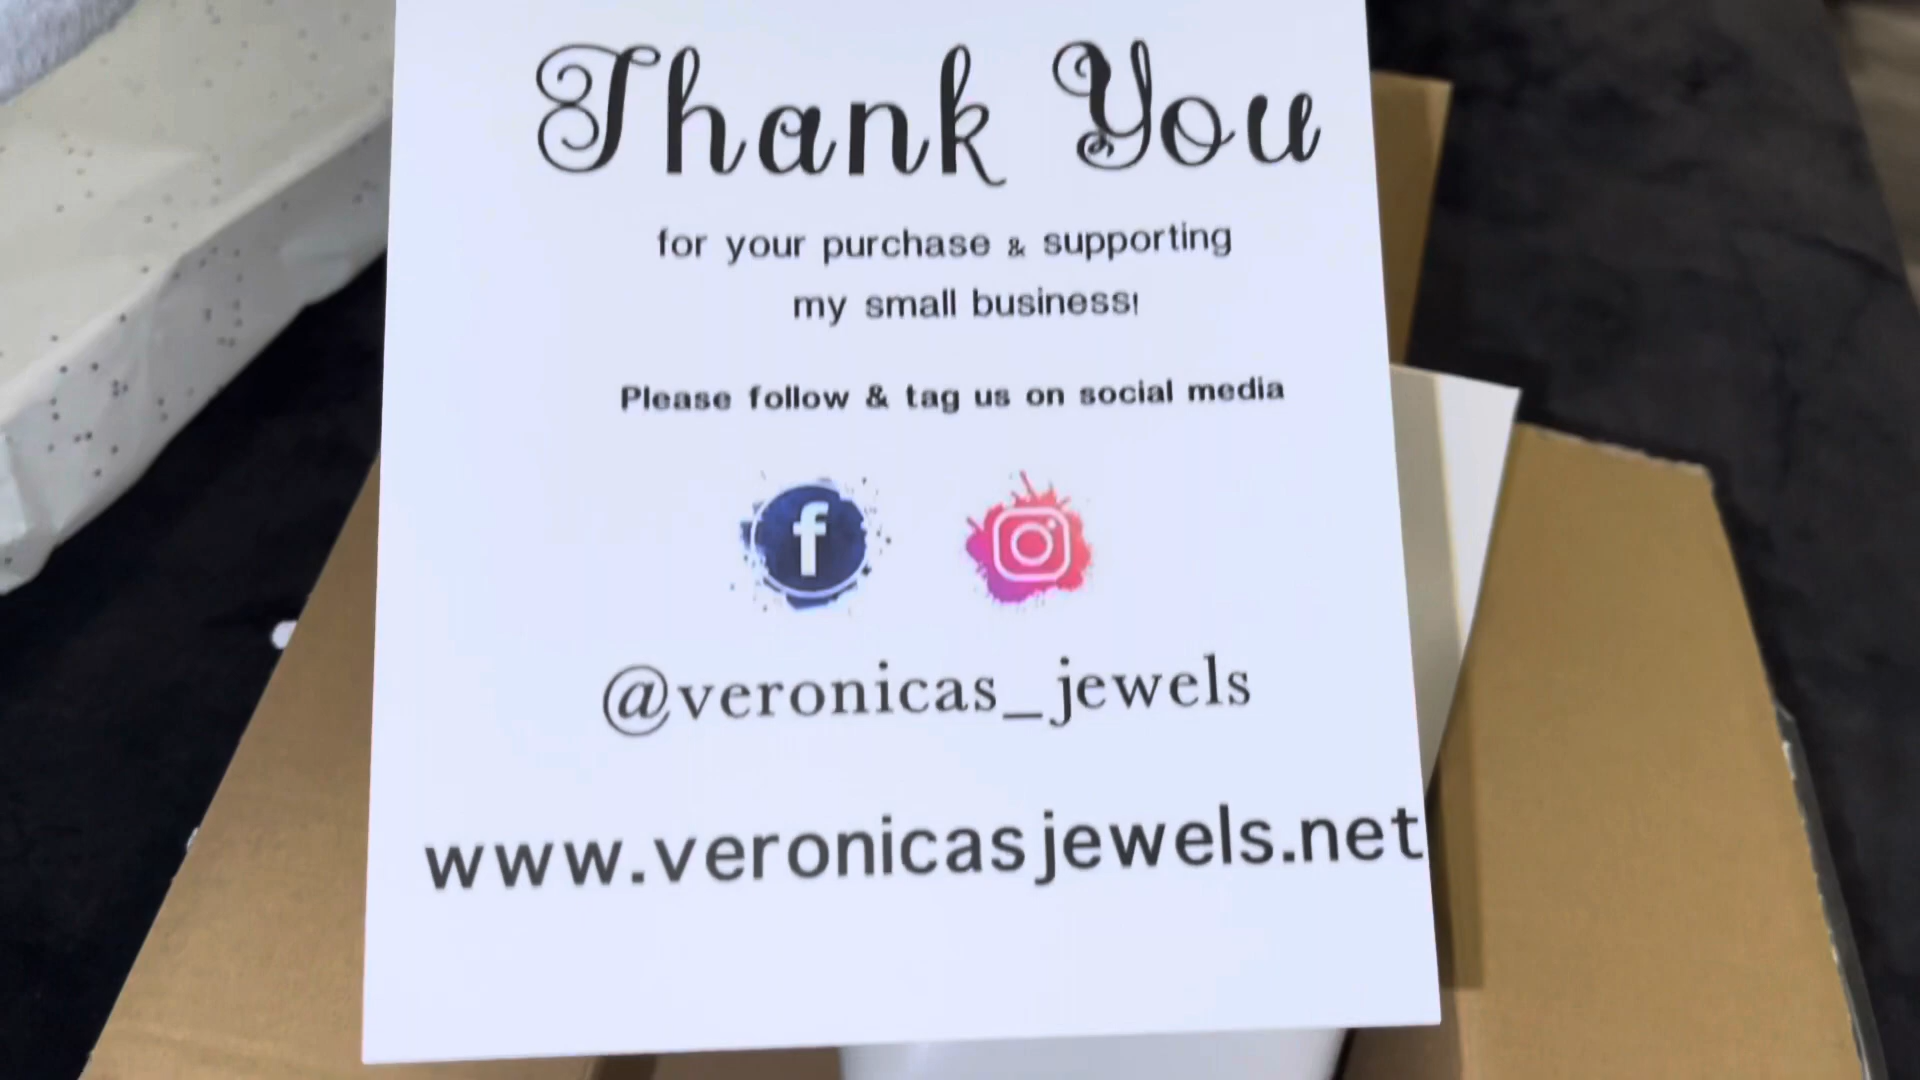 Thank You
for your purchase & supporting
my small business!
Please follow & tag us on social media
f
@veronicas_jewels
www.veronicasjewels.net